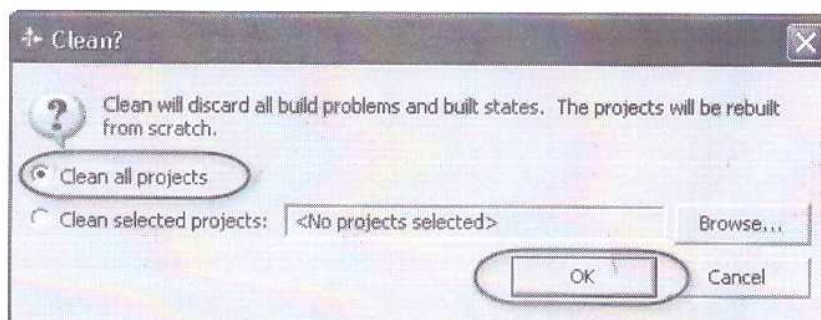 Clean?
Clean will discard all build problems and built states. The projects will be rebuilt
from scratch.
Clean all projects
Clean selected projects: <No projects selected> Browse...
OK Cancel